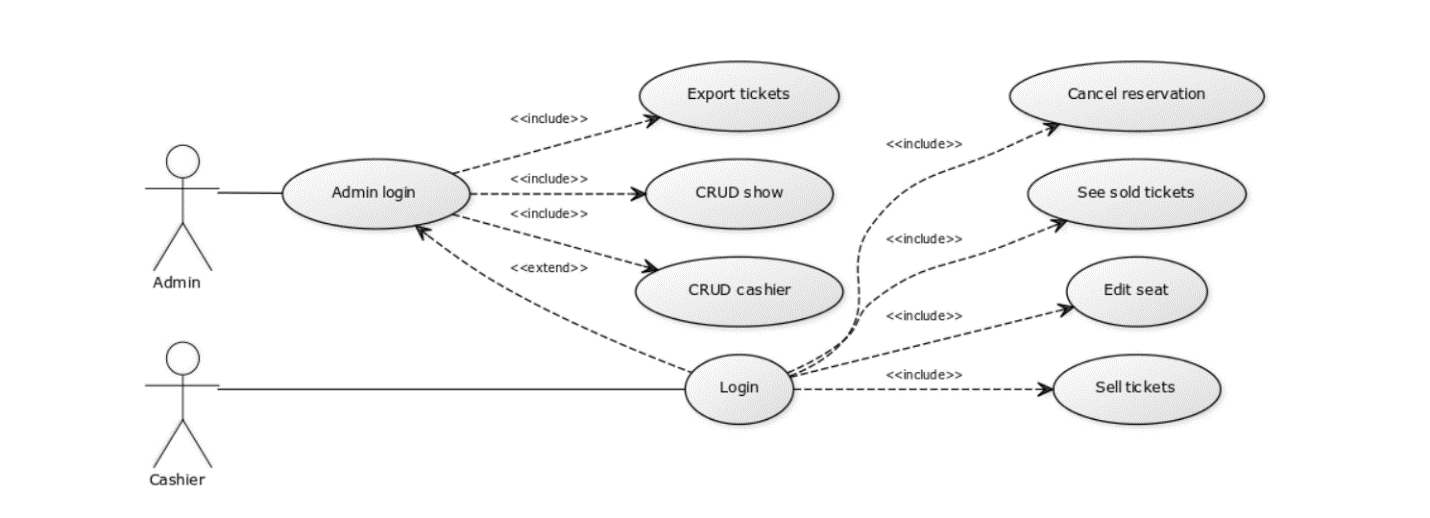 Export tickets
Cancel reservation
<<include>>
<<include>>
Admin login
<<include>>
CRUD show
See sold tickets
<<include>>
<<include>>
<<extend>>
Admin
CRUD cashier
Edit seat
<<include>>
<<include>>
Login
Sell tickets
Cashier